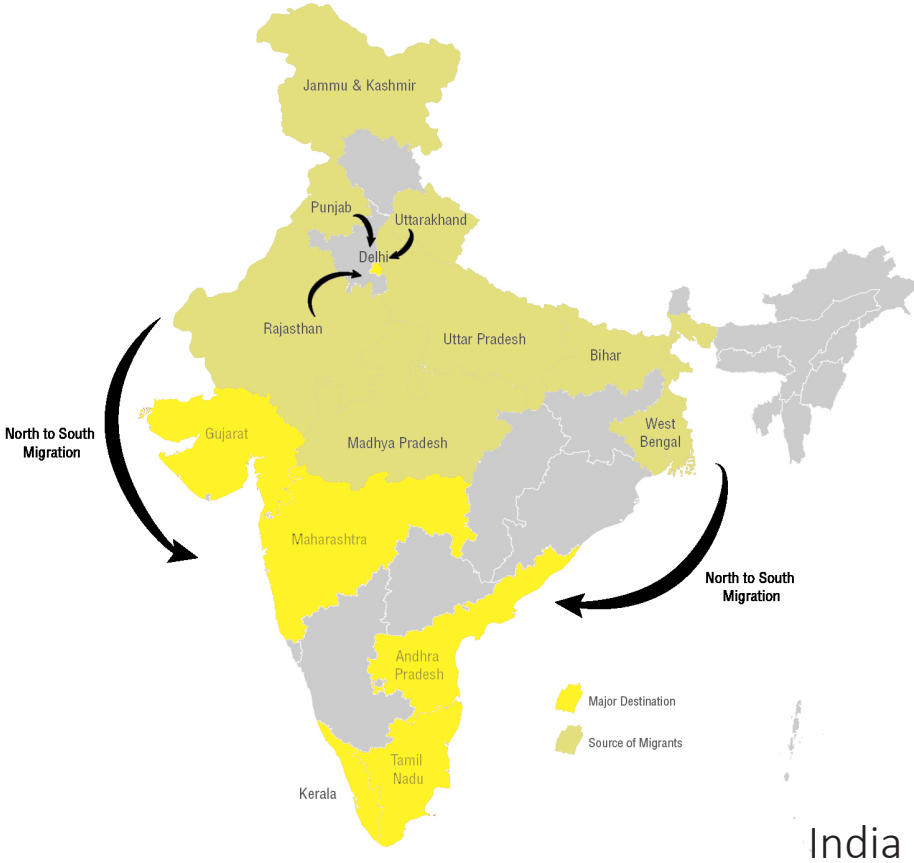 Jammu & Kashmir
Punjab
Uttarakhand
Delhi
Rajasthan
Uttar Pradesh
Bihar
North to South
Migration
Gujarat
Madhya Pradesh
West
Bengal
Maharashtra
North to South
Migration
Andhra
Pradesh
Major Destination
Source of Migrants
Tamil
Nadu
Kerala
India